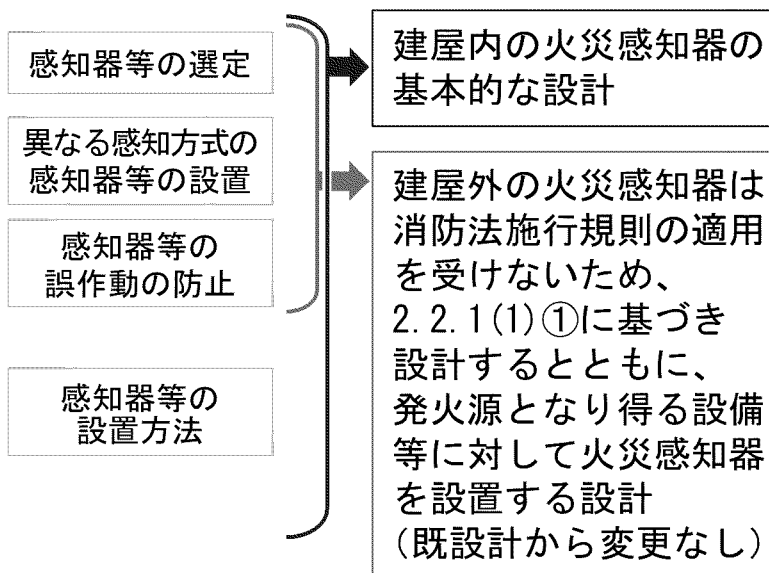 感知器等の選定
異なる感知方式の
感知器等の設置
感知器等の
誤作動の防止
感知器等の
設置方法
建屋内の火災感知器の
基本的な設計
建屋外の火災感知器は
消防法施行規則の適用
を受けないため、
2.2.1(1)①に基づき
設計するとともに、
発火源となり得る設備
等に対して火災感知器
を設置する設計
(既設計から変更なし)